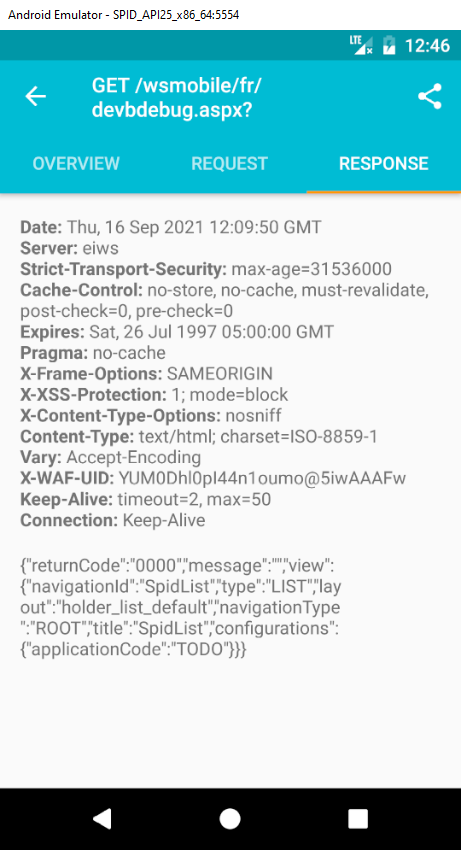 Android Emulator - SPID_API25_x86_64:5554
LTE 12:46
GET /wsmobile/fr/
devbdebug.aspx?
OVERVIEW REQUEST RESPONSE
Date: Thu, 16 Sep 2021 12:09:50 GMT
Server: eiws
Strict-Transport-Security: max-age=31536000
Cache-Control: no-store, no-cache, must-revalidate,
post-check=0, pre-check=0
Expires: Sat, 26 Jul 1997 05:00:00 GMT
Pragma: no-cache
X-Frame-Options: SAMEORIGIN
X-XSS-Protection: 1; mode=block
X-Content-Type-Options: nosniff
Content-Type: text/html; charset=ISO-8859-1
Vary: Accept-Encoding
X-WAF-UID: YUM0Dhl0pl44n1oumo@5iwAAAFw
Keep-Alive: timeout=2, max=50
Connection: Keep-Alive
{"returnCode":"0000","message":"","view":
{"navigationId":"SpidList","type":"LIST","lay
out":"holder_list_default","navigationType
":"ROOT","title":"SpidList","configurations":
{"applicationCode":"TODO"}}}